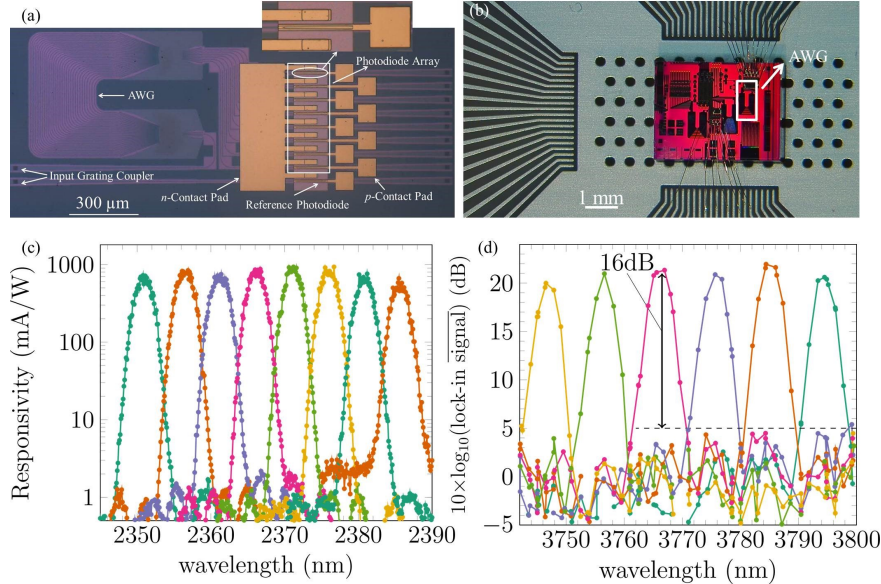 (a)
Photodiode Array
AWG
Input Grating Coupler
n-Contact Pad
Reference Photodiode
p-Contact Pad
300 µm
(b)
AWG
1 mm
(c)
1000
100
10
1
Responsivity (mA/W)
2350 2360 2370 2380 2390
wavelength (nm)
(d)
16dB
20
15
10
5
0
−5
10×log10(lock-in signal) (dB)
3750 3760 3770 3780 3790 3800
wavelength (nm)